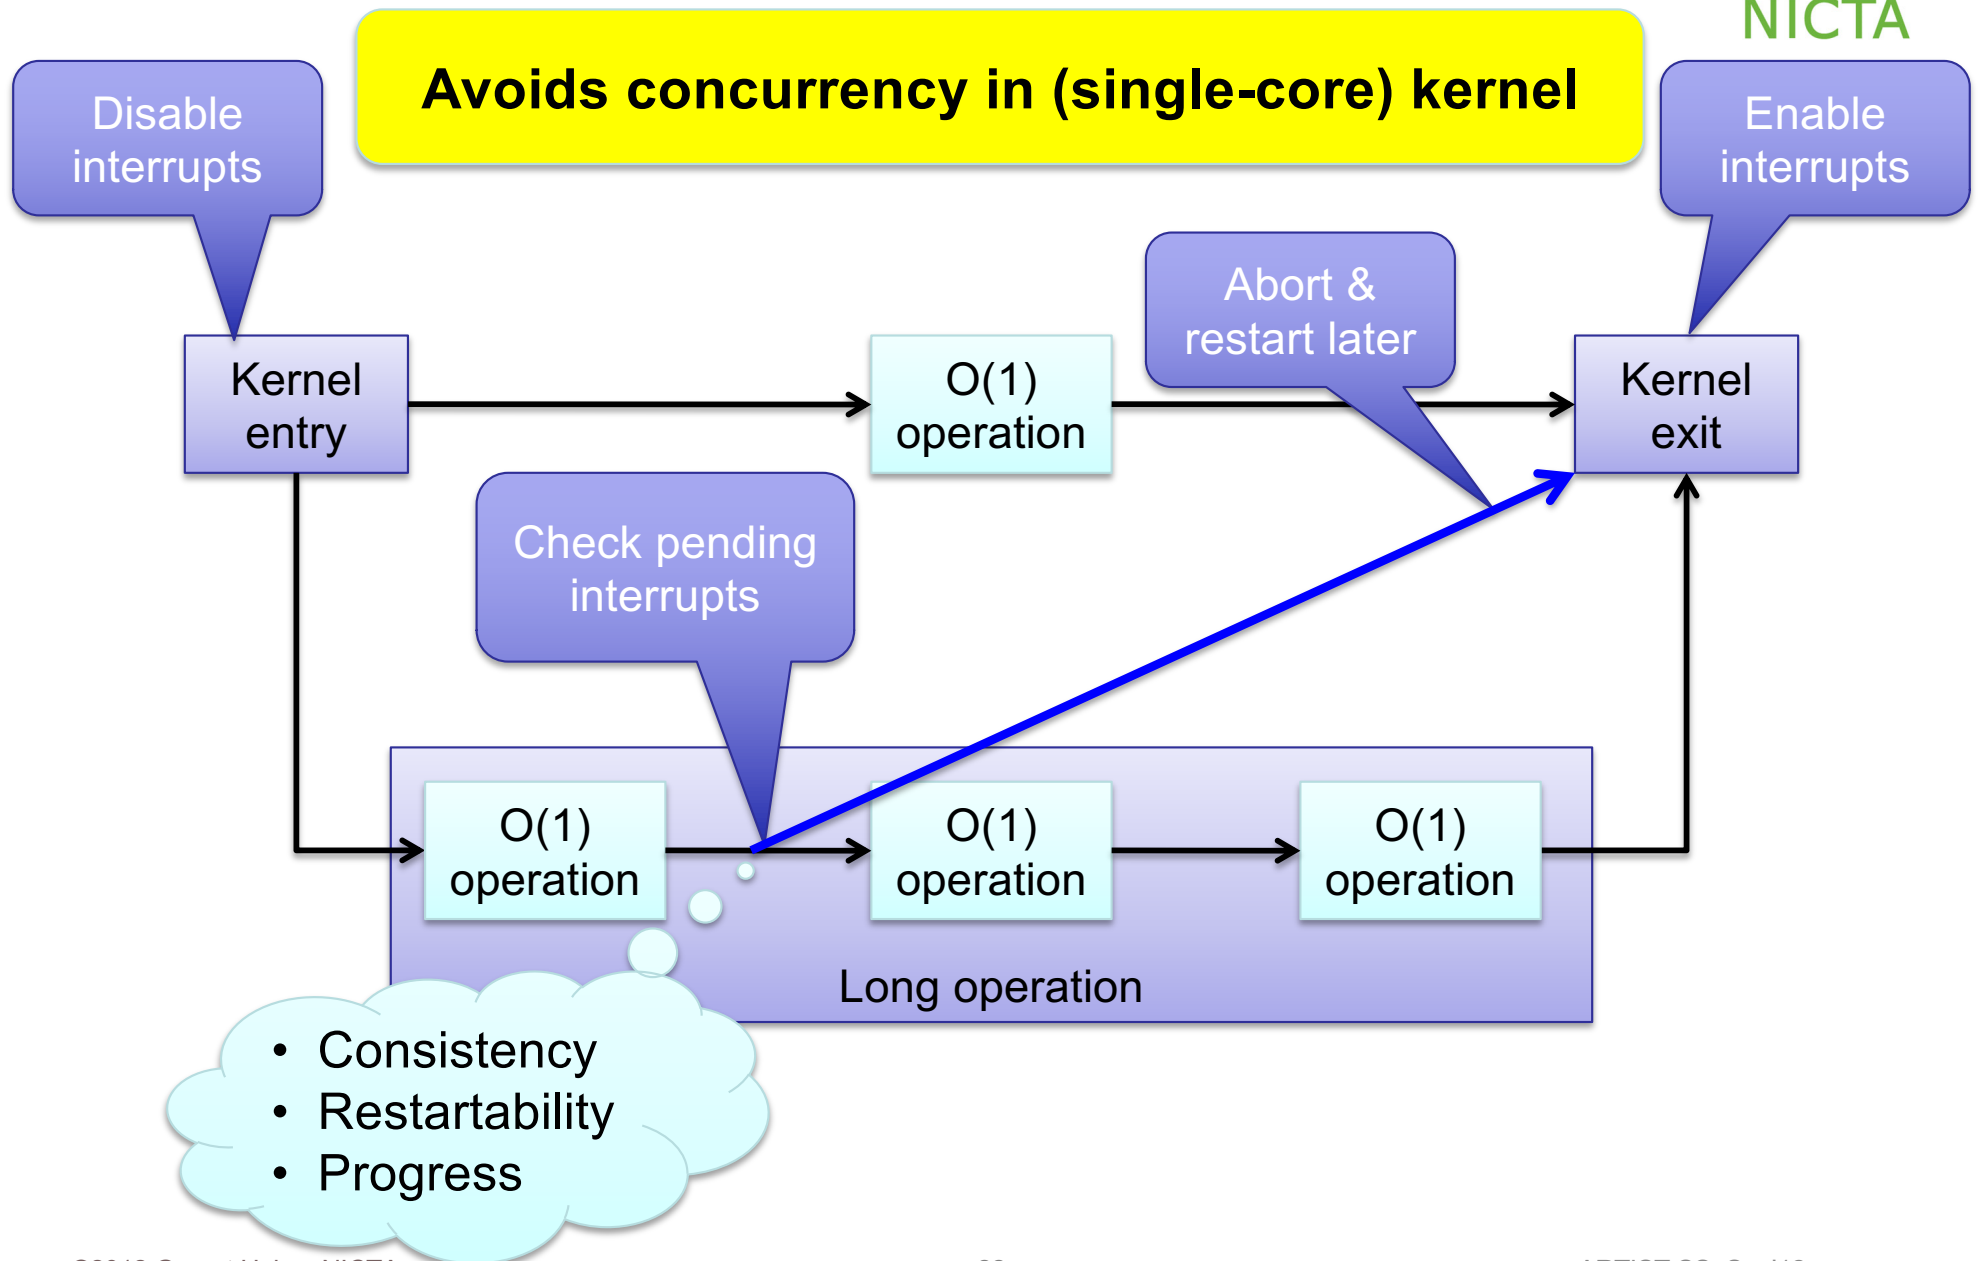 NICTA
Avoids concurrency in (single-core) kernel
Disable
interrupts
Enable
interrupts
Abort &
restart later
Kernel
entry
O(1)
operation
Kernel
exit
Check pending
interrupts
O(1)
operation
O(1)
operation
O(1)
operation
Long operation
• Consistency
• Restartability
• Progress